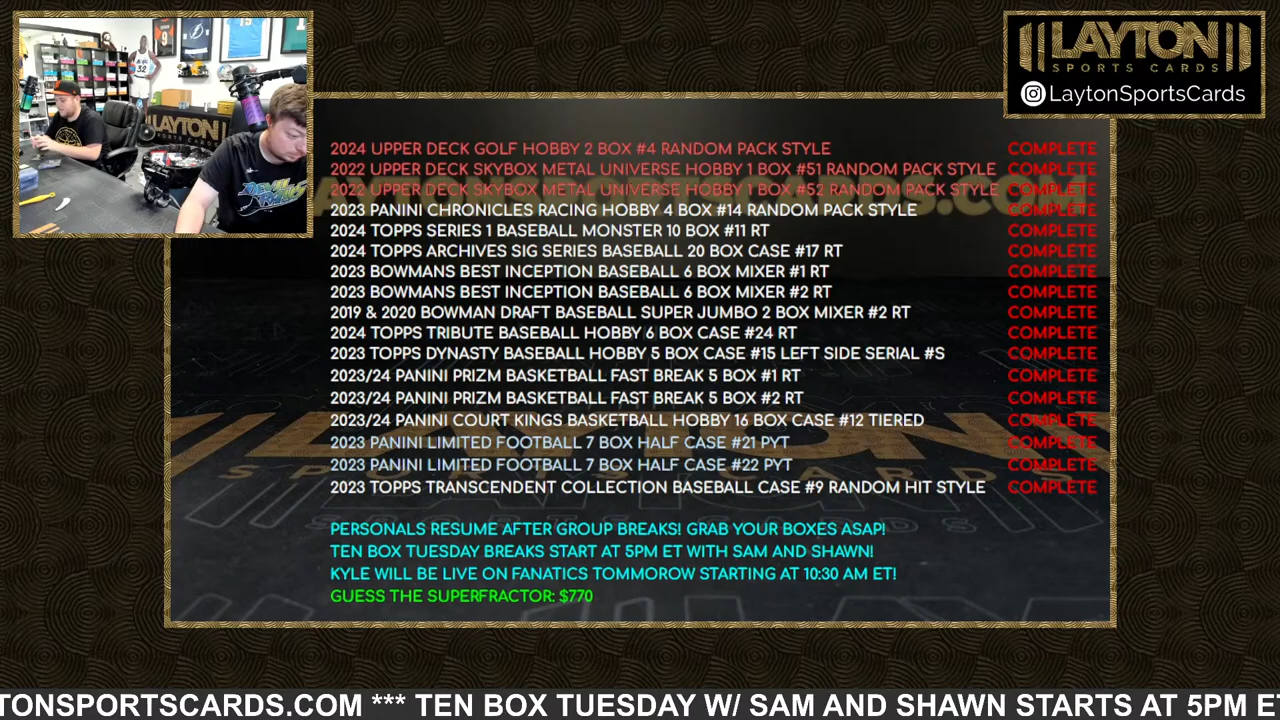 LAYTON
SPORTS CARDS
LaytonSportsCards
2024 UPPER DECK GOLF HOBBY 2 BOX #4 RANDOM PACK STYLE COMPLETE
2022 UPPER DECK SKYBOX METAL UNIVERSE HOBBY 1 BOX #51 RANDOM PACK STYLE COMPLETE
2022 UPPER DECK SKYBOX METAL UNIVERSE HOBBY 1 BOX #52 RANDOM PACK STYLE COMPLETE
2023 PANINI CHRONICLES RACING HOBBY 4 BOX #14 RANDOM PACK STYLE COMPLETE
2024 TOPPS SERIES 1 BASEBALL MONSTER 10 BOX #11 RT COMPLETE
2024 TOPPS ARCHIVES SIG SERIES BASEBALL 20 BOX CASE #17 RT COMPLETE
2023 BOWMANS BEST INCEPTION BASEBALL 6 BOX MIXER #1 RT COMPLETE
2023 BOWMANS BEST INCEPTION BASEBALL 6 BOX MIXER #2 RT COMPLETE
2019 & 2020 BOWMAN DRAFT BASEBALL SUPER JUMBO 2 BOX MIXER #2 RT COMPLETE
2024 TOPPS TRIBUTE BASEBALL HOBBY 6 BOX CASE #24 RT COMPLETE
2023 TOPPS DYNASTY BASEBALL HOBBY 5 BOX CASE #15 LEFT SIDE SERIAL #S COMPLETE
2023/24 PANINI PRIZM BASKETBALL FAST BREAK 5 BOX #1 RT COMPLETE
2023/24 PANINI PRIZM BASKETBALL FAST BREAK 5 BOX #2 RT COMPLETE
2023/24 PANINI COURT KINGS BASKETBALL HOBBY 16 BOX CASE #12 TIERED COMPLETE
2023 PANINI LIMITED FOOTBALL 7 BOX HALF CASE #21 PYT COMPLETE
2023 PANINI LIMITED FOOTBALL 7 BOX HALF CASE #22 PYT COMPLETE
2023 TOPPS TRANSCENDENT COLLECTION BASEBALL CASE #9 RANDOM HIT STYLE COMPLETE
PERSONALS RESUME AFTER GROUP BREAKS! GRAB YOUR BOXES ASAP!
TEN BOX TUESDAY BREAKS START AT 5PM ET WITH SAM AND SHAWN!
KYLE WILL BE LIVE ON FANATICS TOMMOROW STARTING AT 10:30 AM ET!
GUESS THE SUPERFRACTOR: $770
TONSPORTSCARDS.COM *** TEN BOX TUESDAY W/ SAM AND SHAWN STARTS AT 5PM E